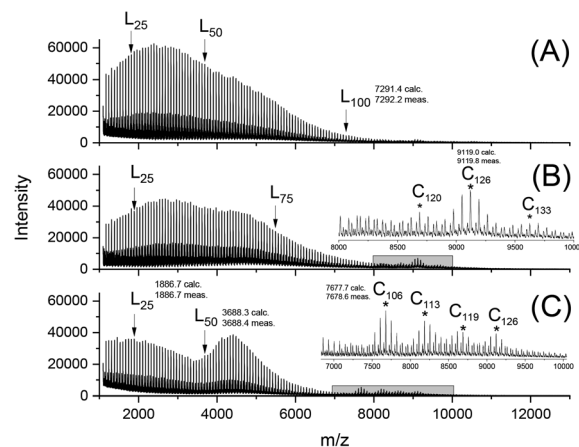 L25
L50
(A)
60000
40000
20000
0
L100
7291.4 calc.
7292.2 meas.
Intensity
L25
L75
(B)
60000
40000
20000
0
9119.0 calc.
9119.8 meas.
C120
C126
C133
*
*
*
8000
8500
9000
9500
1000
L25
1886.7 calc.
1886.7 meas.
L50
3688.3 calc.
3688.4 meas.
(C)
60000
40000
20000
0
7677.7 calc.
7678.6 meas.
C106
C113
C119
C126
*
*
*
*
7000
7500
8000
8500
9000
9500
10000
2000
4000
6000
8000
10000
12000
m/z